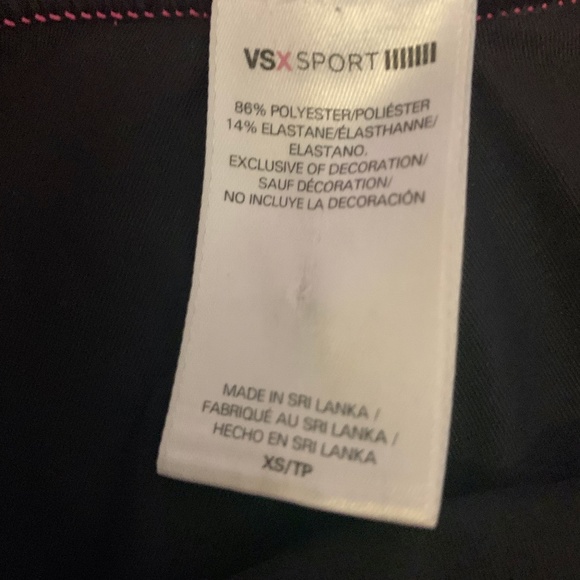 VSX SPORT
86% POLYESTER/POLIÉSTER
14% ELASTANE/ÉLASTHANNE/
ELASTANO.
EXCLUSIVE OF DECORATION/
SAUF DÉCORATION/
NO INCLUYE LA DECORACIÓN
MADE IN SRI LANKA /
FABRIQUÉ AU SRI LANKA /
HECHO EN SRI LANKA
XS/TP